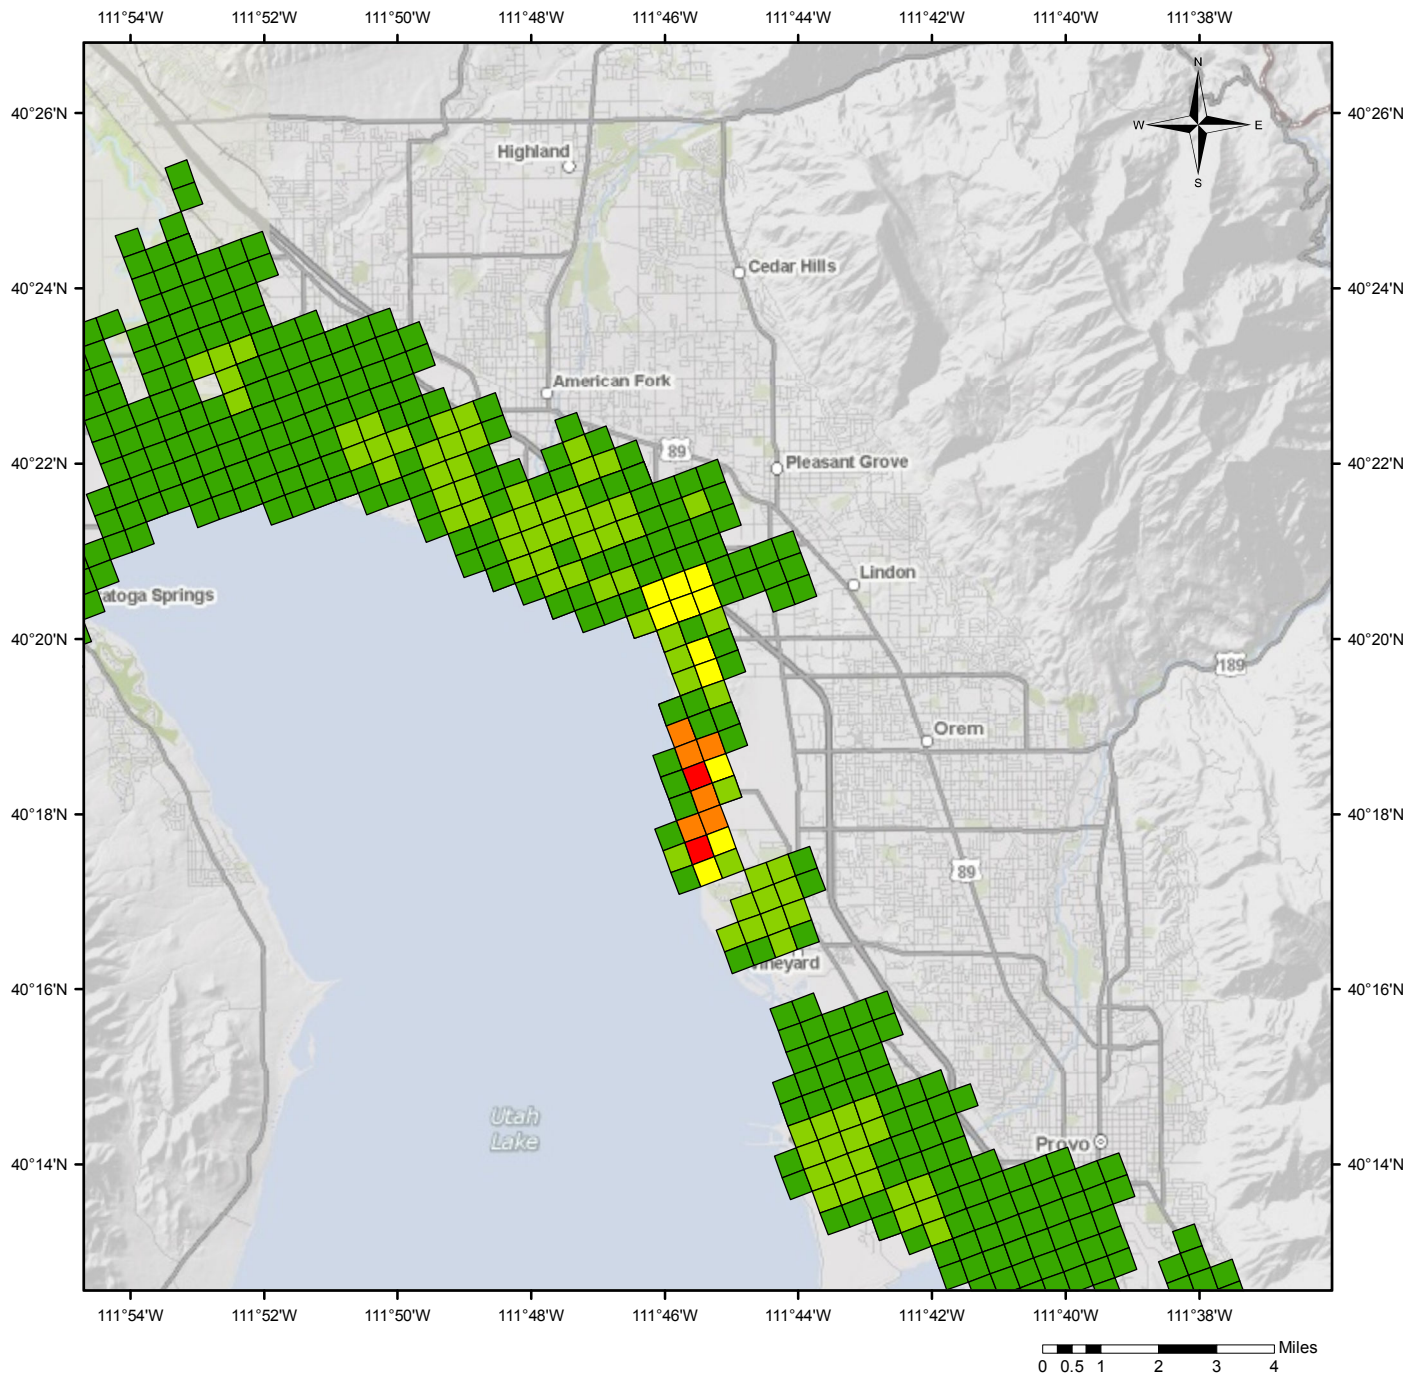 111°54'W 111°52'W 111°50'W 111°48'W 111°46'W 111°44'W 111°42'W 111°40'W 111°38'W
N
W E
S
40°26'N 40°26'N
Highland
Cedar Hills
40°24'N 40°24'N
American Fork
89
Pleasant Grove
40°22'N 40°22'N
Lindon
atoga Springs
40°20'N 40°20'N
189
Orem
40°18'N 40°18'N
89
Vineyard
40°16'N 40°16'N
Utah
Lake
Provo
40°14'N 40°14'N
111°54'W 111°52'W 111°50'W 111°48'W 111°46'W 111°44'W 111°42'W 111°40'W 111°38'W
Miles
0 0.5 1 2 3 4